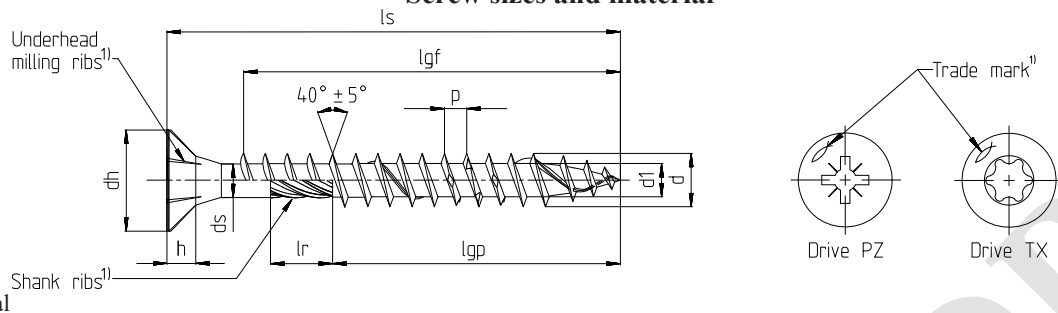 Screw sizes and material
ls
Underhead
milling ribs1)
lgf
40° ± 5°
p
Trade mark1)
dh
ds
d1
d
h
lr
lgp
Drive PZ
Drive TX
Shank ribs1)
al